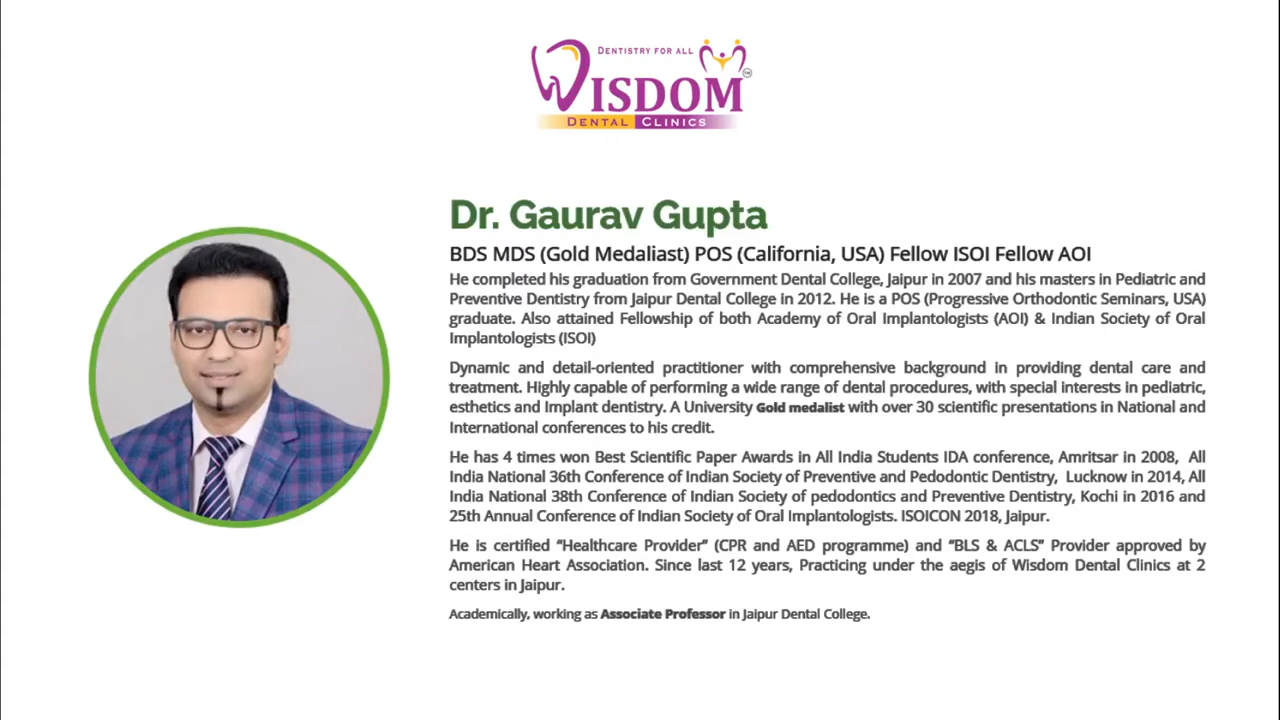 DENTISTRY FOR ALL
WISDOM
TM
DENTAL CLINICS
Dr. Gaurav Gupta
BDS MDS (Gold Medaliast) POS (California, USA) Fellow ISOI Fellow AOI
He completed his graduation from Government Dental College, Jaipur in 2007 and his masters in Pediatric and
Preventive Dentistry from Jaipur Dental College in 2012. He is a POS (Progressive Orthodontic Seminars, USA)
graduate. Also attained Fellowship of both Academy of Oral Implantologists (AOI) & Indian Society of Oral
Implantologists (ISOI)
Dynamic and detail-oriented practitioner with comprehensive background in providing dental care and
treatment. Highly capable of performing a wide range of dental procedures, with special interests in pediatric,
esthetics and Implant dentistry. A University Gold medalist with over 30 scientific presentations in National and
International conferences to his credit.
He has 4 times won Best Scientific Paper Awards in All India Students IDA conference, Amritsar in 2008, All
India National 36th Conference of Indian Society of Preventive and Pedodontic Dentistry, Lucknow in 2014, All
India National 38th Conference of Indian Society of pedodontics and Preventive Dentistry, Kochi in 2016 and
25th Annual Conference of Indian Society of Oral Implantologists. ISOICON 2018, Jaipur.
He is certified “Healthcare Provider” (CPR and AED programme) and “BLS & ACLS” Provider approved by
American Heart Association. Since last 12 years, Practicing under the aegis of Wisdom Dental Clinics at 2
centers in Jaipur.
Academically, working as Associate Professor in Jaipur Dental College.